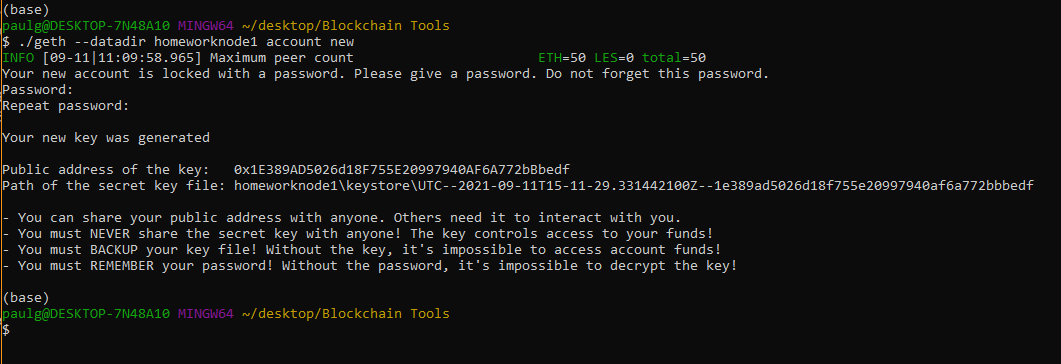 (base)
paulg@DESKTOP-7N48A10 MINGW64 ~/desktop/Blockchain Tools
$ ./geth --datadir homeworknode1 account new
INFO [09-11|11:09:58.965] Maximum peer count                       ETH=50 LES=0 total=50
Your new account is locked with a password. Please give a password. Do not forget this password.
Password:
Repeat password:

Your new key was generated

Public address of the key:   0x1E389AD5026d18F755E20997940AF6A772bBbedf
Path of the secret key file: homeworknode1\keystore\UTC--2021-09-11T15-11-29.331442100Z--1e389ad5026d18f755e20997940af6a772bbbedf

- You can share your public address with anyone. Others need it to interact with you.
- You must NEVER share the secret key with anyone! The key controls access to your funds!
- You must BACKUP your key file! Without the key, it's impossible to access account funds!
- You must REMEMBER your password! Without the password, it's impossible to decrypt the key!

(base)
paulg@DESKTOP-7N48A10 MINGW64 ~/desktop/Blockchain Tools
$